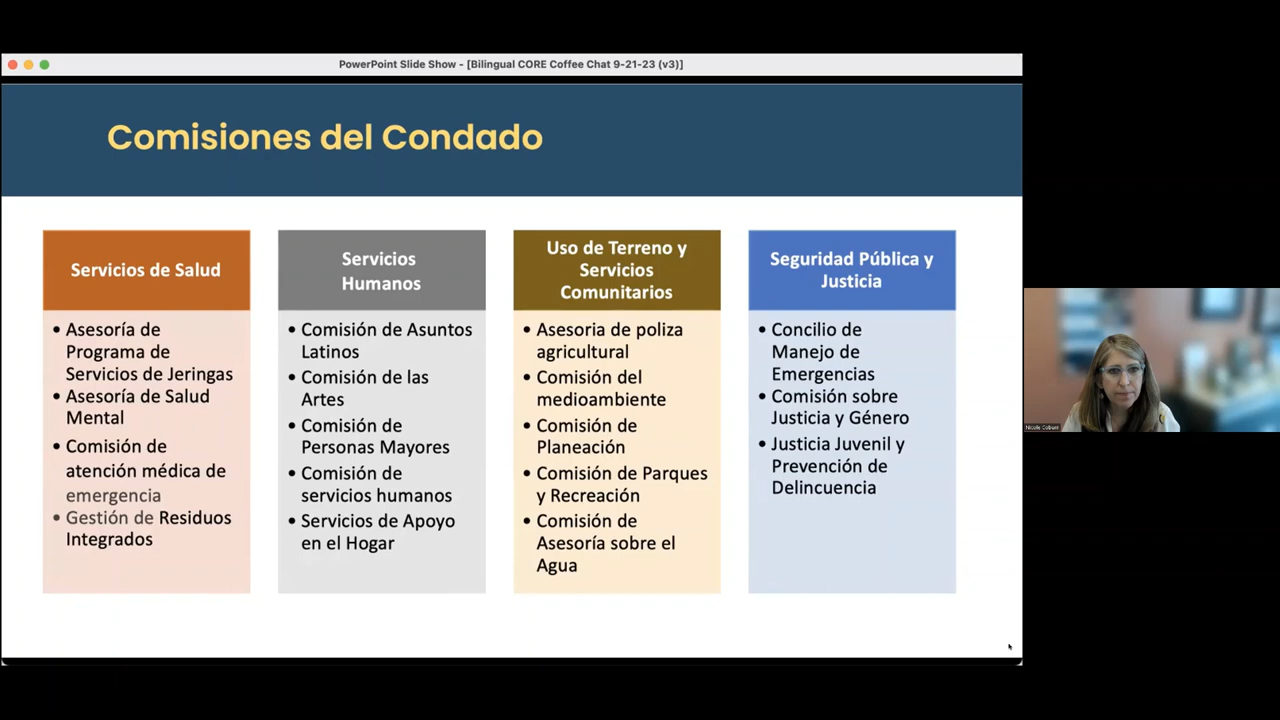 PowerPoint Slide Show - [Bilingual CORE Coffee Chat 9-21-23 (v3)]
Comisiones del Condado
Servicios de Salud
• Asesoría de
Programa de
Servicios de Jeringas
• Asesoría de Salud
Mental
• Comisión de
atención médica de
emergencia
• Gestión de Residuos
Integrados
Servicios
Humanos
• Comisión de Asuntos
Latinos
• Comisión de las
Artes
• Comisión de
Personas Mayores
• Comisión de
servicios humanos
• Servicios de Apoyo
en el Hogar
Uso de Terreno y
Servicios
Comunitarios
• Asesoria de poliza
agricultural
• Comisión del
medioambiente
• Comisión de
Planeación
• Comisión de Parques
y Recreación
• Comisión de
Asesoría sobre el
Agua
Seguridad Pública y
Justicia
• Concilio de
Manejo de
Emergencias
• Comisión sobre
Justicia y Género
• Justicia Juvenil y
Prevención de
Delincuencia